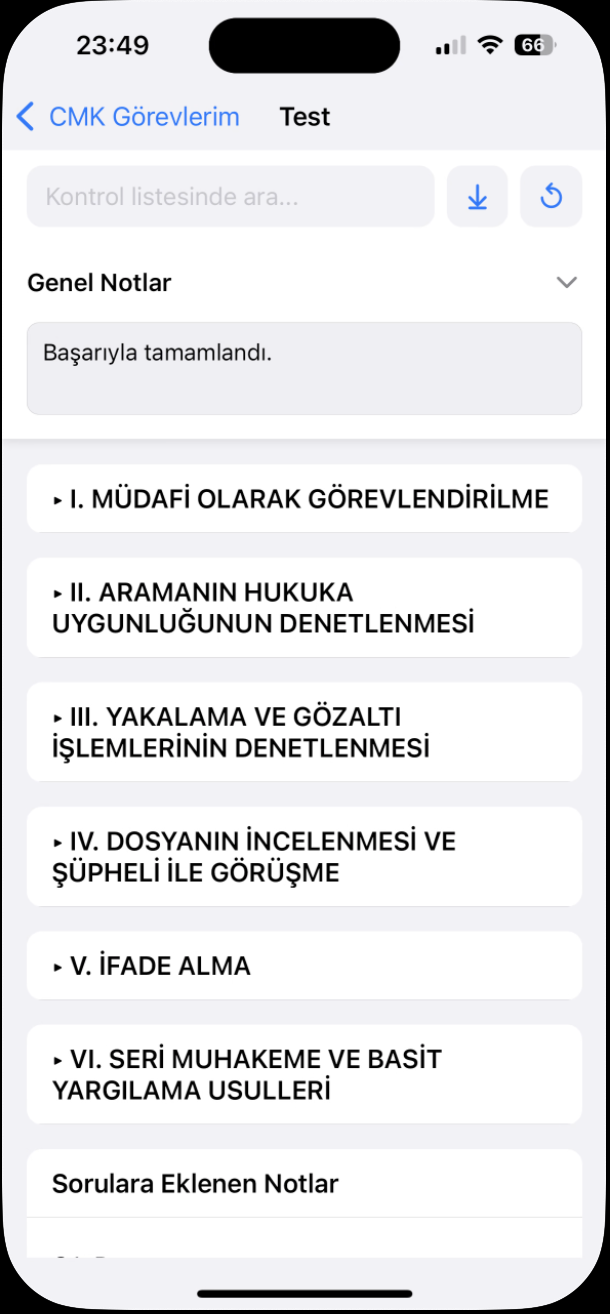 23:49
66
CMK Görevlerim Test
Kontrol listesinde ara...
Genel Notlar
Başarıyla tamamlandı.
▸ I. MÜDAFİ OLARAK GÖREVLENDİRİLME
▸ II. ARAMANIN HUKUKA
UYGUNLUĞUNUN DENETLENMESİ
▸ III. YAKALAMA VE GÖZALTI
İŞLEMLERİNİN DENETLENMESİ
▸ IV. DOSYANIN İNCELENMESİ VE
ŞÜPHELİ İLE GÖRÜŞME
▸ V. İFADE ALMA
▸ VI. SERİ MUHAKEME VE BASİT
YARGILAMA USULLERİ
Sorulara Eklenen Notlar